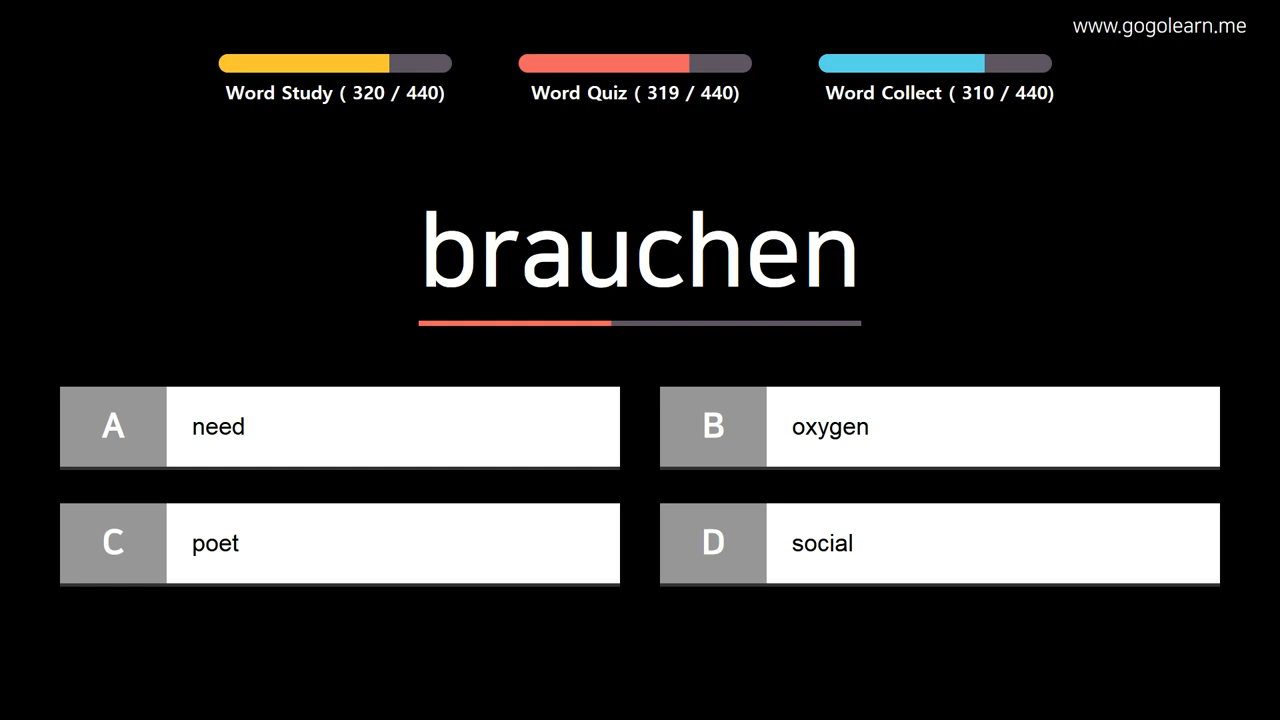 www.gogolearn.me
Word Study ( 320 / 440)
Word Quiz ( 319 / 440)
Word Collect ( 310 / 440)
brauchen
A need
B oxygen
C poet
D social